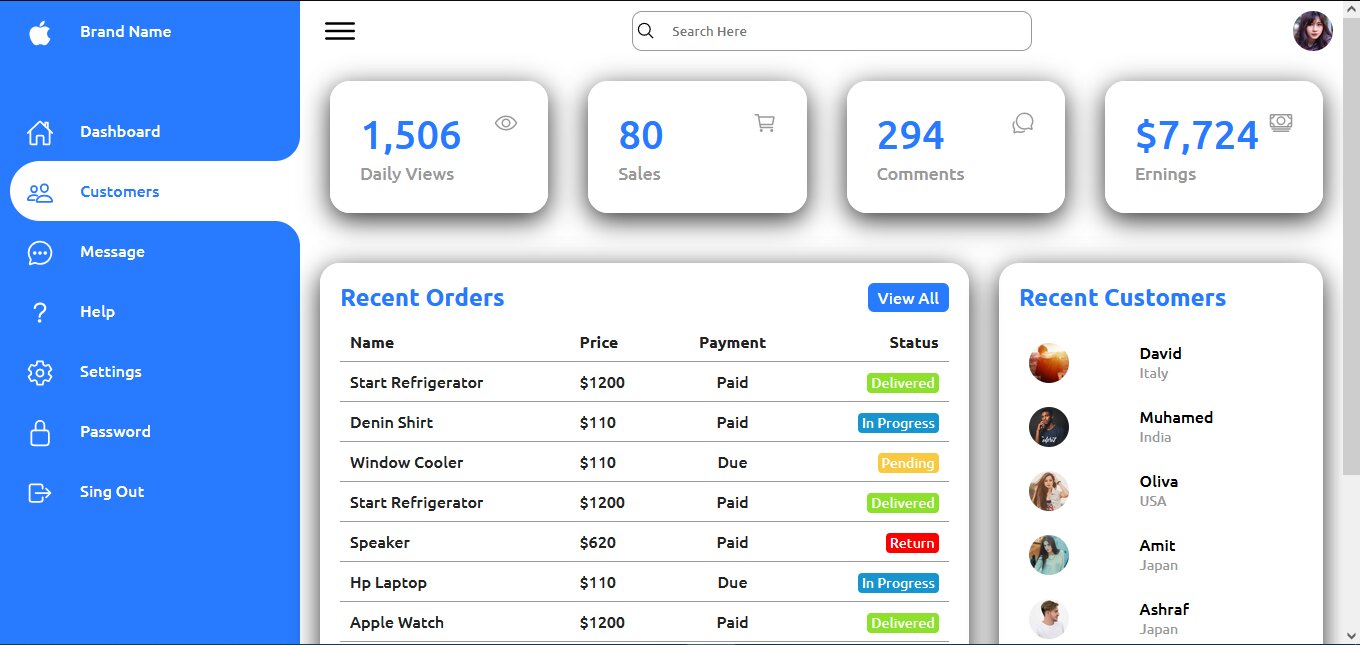 Brand Name
Dashboard
Customers
Message
Help
Settings
Password
Sing Out
Search Here
1,506
Daily Views
80
Sales
294
Comments
$7,724
Ernings
Recent Orders
View All
Name Price Payment Status
Start Refrigerator $1200 Paid Delivered
Denin Shirt $110 Paid In Progress
Window Cooler $110 Due Pending
Start Refrigerator $1200 Paid Delivered
Speaker $620 Paid Return
Hp Laptop $110 Due In Progress
Apple Watch $1200 Paid Delivered
Recent Customers
David
Italy
Muhamed
India
Oliva
USA
Amit
Japan
Ashraf
Japan